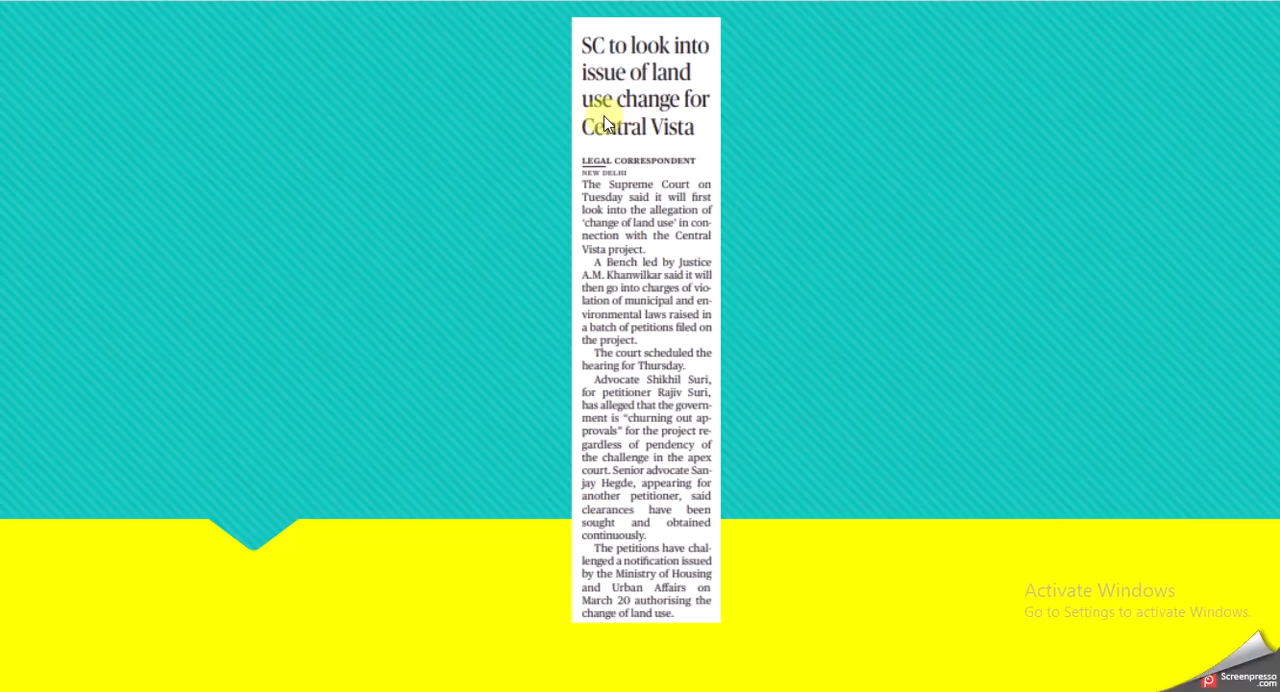 SC to look into
issue of land
use change for
Central Vista
LEGAL CORRESPONDENT
NEW DELHI
The Supreme Court on
Tuesday said it will first
look into the allegation of
‘change of land use’ in con-
nection with the Central
Vista project.
A Bench led by Justice
A.M. Khanwilkar said it will
then go into charges of vio-
lation of municipal and en-
vironmental laws raised in
a batch of petitions filed on
the project.
The court scheduled the
hearing for Thursday.
Advocate Shikhil Suri,
for petitioner Rajiv Suri,
has alleged that the govern-
ment is “churning out ap-
provals” for the project re-
gardless of pendency of
the challenge in the apex
court. Senior advocate San-
jay Hegde, appearing for
another petitioner, said
clearances have been
sought and obtained
continuously.
The petitions have chal-
lenged a notification issued
by the Ministry of Housing
and Urban Affairs on
March 20 authorising the
change of land use.
Activate Windows
Go to Settings to activate Windows.
Screenpresso
.com